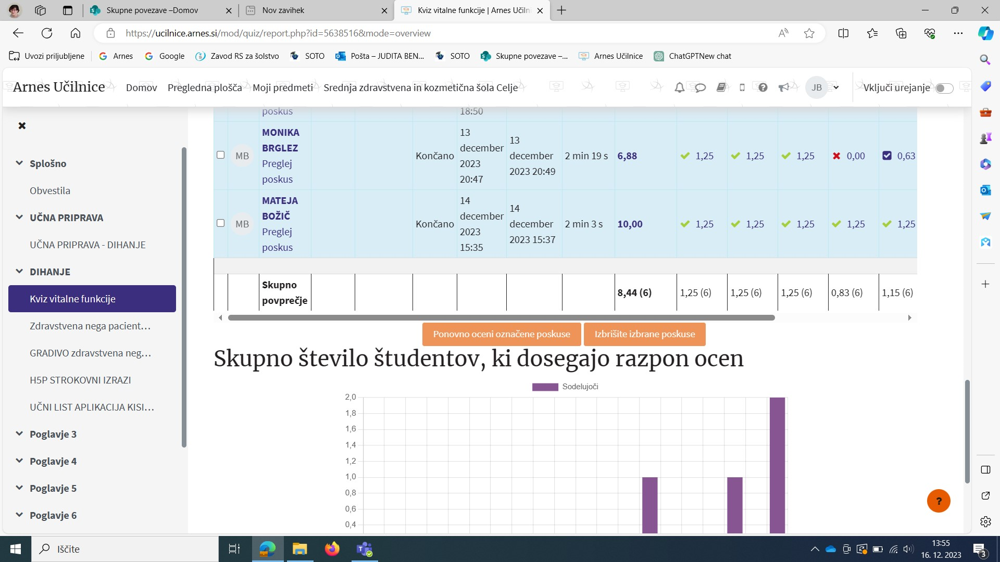 Skupne povezave –Domov
Nov zavihek
Kviz vitalne funkcije | Arnes Učiln
https://ucilnice.arnes.si/mod/quiz/report.php?id=5638516&mode=overview
Uvozi priljubljene
Arnes
Google
Zavod RS za šolstvo
SOTO
Pošta – JUDITA BEN...
SOTO
Skupne povezave –...
Arnes Učilnice
ChatGPTNew chat
Arnes Učilnice
Domov
Pregledna plošča
Moji predmeti
Srednja zdravstvena in kozmetična šola Celje
JB
Vključi urejanje
Splošno
Obvestila
UČNA PRIPRAVA
UČNA PRIPRAVA - DIHANJE
DIHANJE
Kviz vitalne funkcije
Zdravstvena nega pacient...
GRADIVO zdravstvena neg...
H5P STROKOVNI IZRAZI
UČNI LIST APLIKACIJA KISI...
Poglavje 3
Poglavje 4
Poglavje 5
Poglavje 6
poskus
18:50
MB
MONIKA
BRGLEZ
Preglej
poskus
Končano
13
december
2023
20:47
13
december
2023 20:49
2 min 19 s
6,88
1,25
1,25
1,25
0,00
0,63
MB
MATEJA
BOŽIČ
Preglej
poskus
Končano
14
december
2023
15:35
14
december
2023 15:37
2 min 3 s
10,00
1,25
1,25
1,25
1,25
1,25
Skupno
povprečje
8,44 (6)
1,25 (6)
1,25 (6)
1,25 (6)
0,83 (6)
1,15 (6)
Ponovno oceni označene poskuse
Izbrišite izbrane poskuse
Skupno število študentov, ki dosegajo razpon ocen
Sodelujoči
2,0
1,8
1,6
1,4
1,2
1,0
0,8
0,6
0,4
?
Iščite
13:55
16. 12. 2023
3